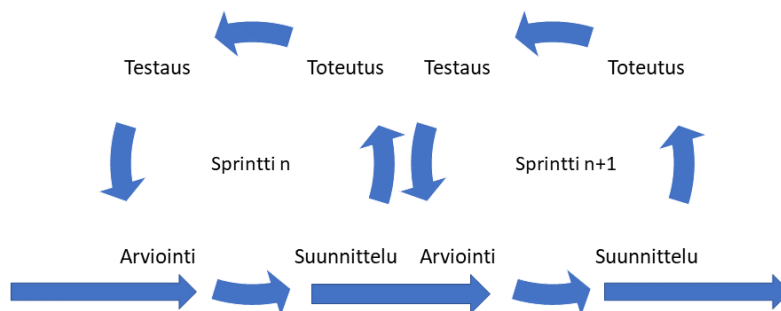 Testaus
Toteutus
Testaus
Toteutus
Sprintti n
Sprintti n+1
Arviointi
Suunnittelu
Arviointi
Suunnittelu